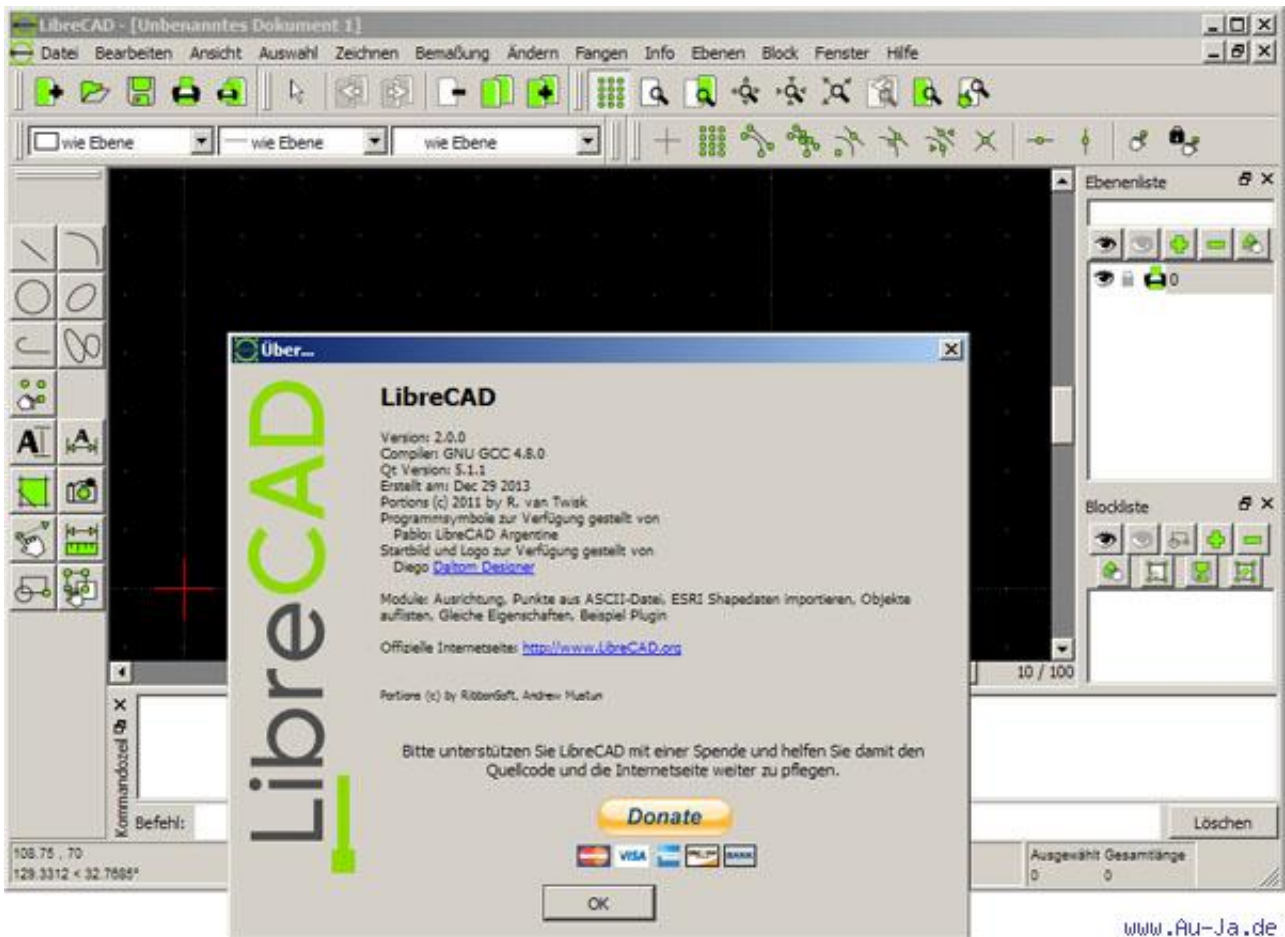 LibreCAD - [Unbenanntes Dokument 1]
Datei Bearbeiten Ansicht Auswahl Zeichnen Bemaßung Ändern Fangen Info Ebenen Block Fenster Hilfe
wie Ebene wie Ebene wie Ebene
Ebenenliste
0
Über...
LibreCAD
LibreCAD
Version: 2.0.0
Compiler: GNU GCC 4.8.0
Qt Version: 5.1.1
Erstellt am: Dec 29 2013
Portions (c) 2011 by R. van Twisk
Programmsymbole zur Verfügung gestellt von
Pablo: LibreCAD Argentine
Startbild und Logo zur Verfügung gestellt von
Diego Daltom Designer
Module: Ausrichtung, Punkte aus ASCII-Datei, ESRI Shapedaten importieren, Objekte
auflisten, Gleiche Eigenschaften, Beispiel Plugin
Offizielle Internetseite: http://www.LibreCAD.org
Portions (c) by RibbonSoft, Andrew Mustun
Bitte unterstützen Sie LibreCAD mit einer Spende und helfen Sie damit den
Quellcode und die Internetseite weiter zu pflegen.
Donate
VISA
BANK
OK
Blockliste
10 / 100
Kommandozeil
Befehl:
Löschen
108.75 , 70
129.3312 < 32.7685°
Ausgewählt Gesamtlänge
0 0
www.Au-Ja.de